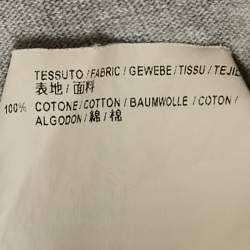 TESSUTO / FABRIC / GEWEBE / TISSU / TEJID
表地 / 面料
100% COTONE / COTTON / BAUMWOLLE / COTON /
ALGODON / 綿 / 棉